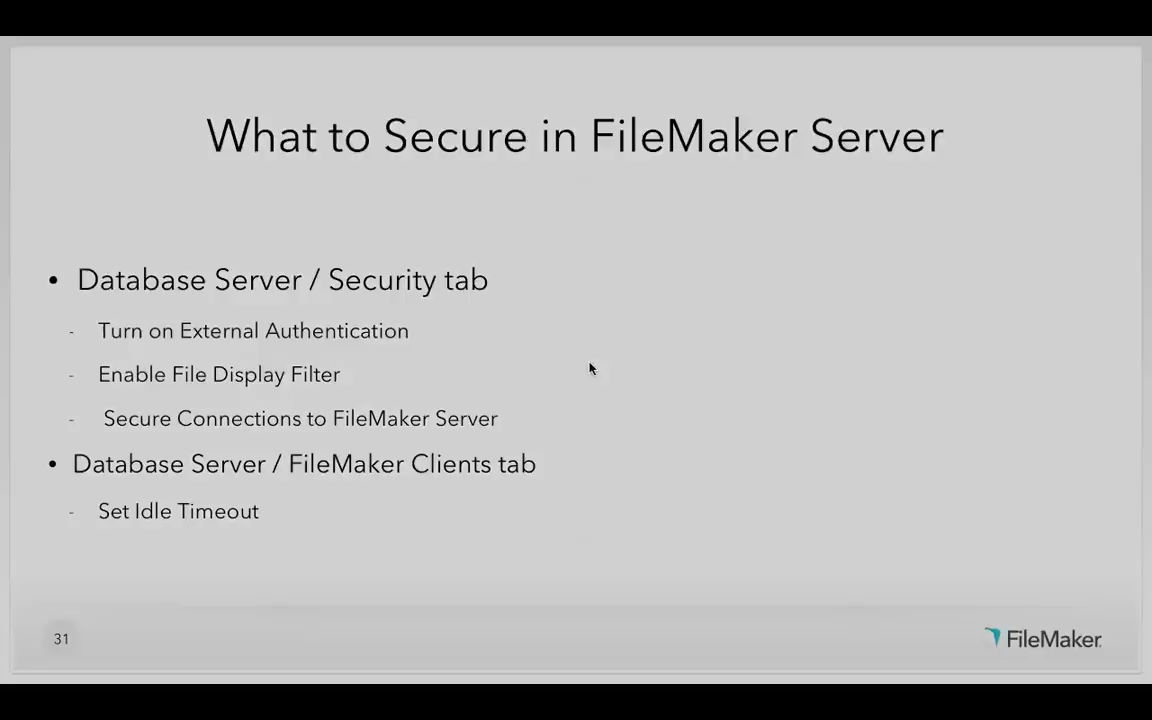 What to Secure in FileMaker Server
• Database Server / Security tab
- Turn on External Authentication
- Enable File Display Filter
- Secure Connections to FileMaker Server
• Database Server / FileMaker Clients tab
- Set Idle Timeout
31
FileMaker